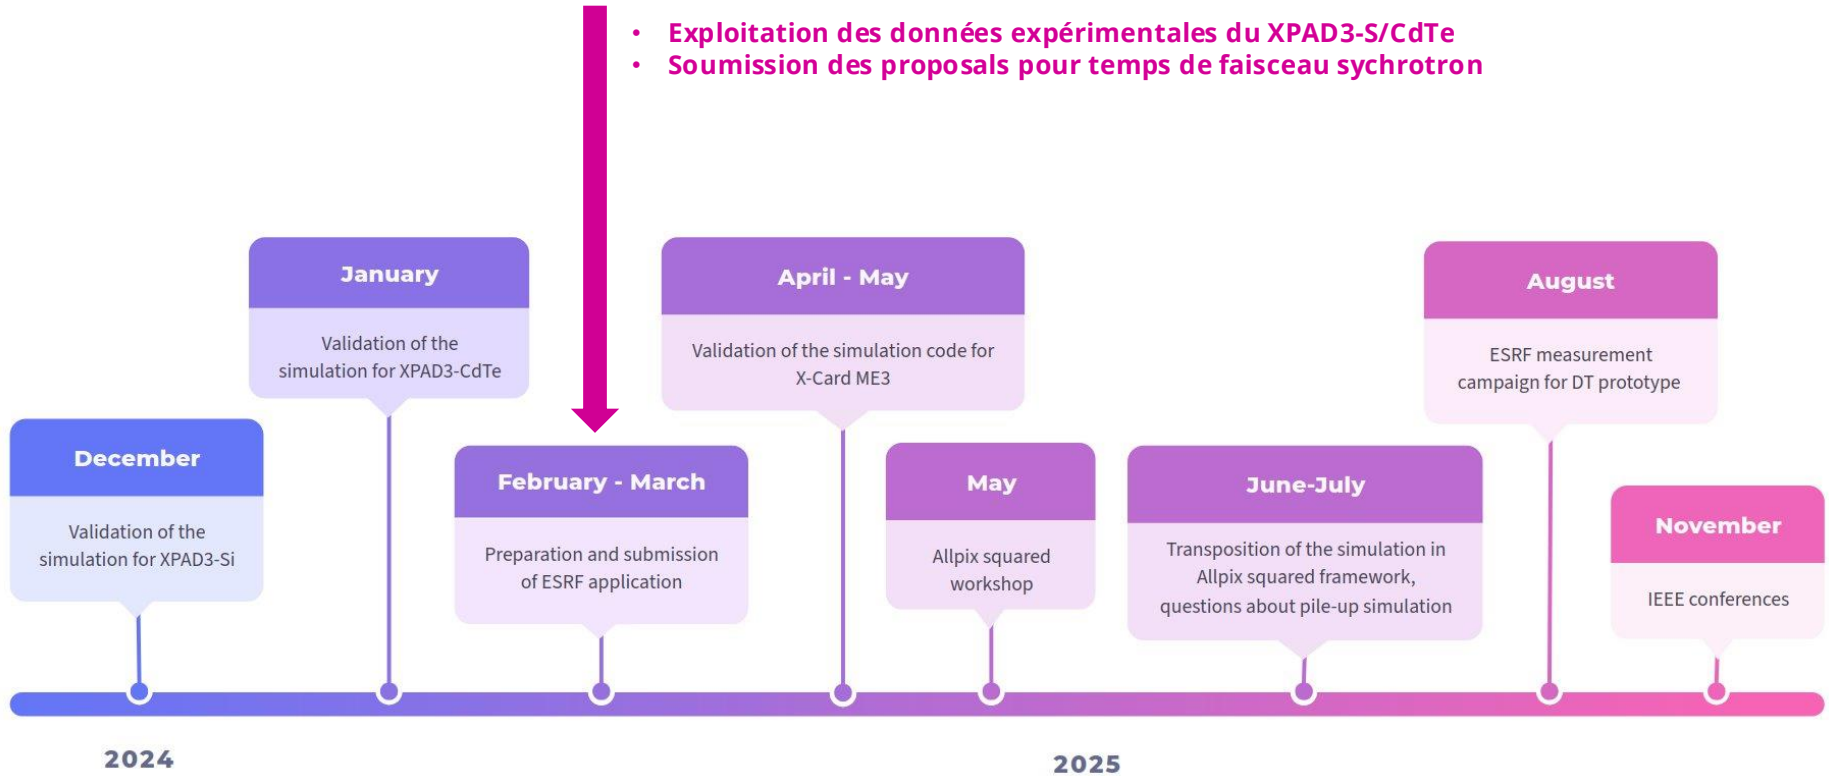 • Exploitation des données expérimentales du XPAD3-S/CdTe
• Soumission des proposals pour temps de faisceau sychrotron
December
Validation of the
simulation for XPAD3-Si
January
Validation of the
simulation for XPAD3-CdTe
February - March
Preparation and submission
of ESRF application
April - May
Validation of the simulation code for
X-Card ME3
May
Allpix squared
workshop
June-July
Transposition of the simulation in
Allpix squared framework,
questions about pile-up simulation
August
ESRF measurement
campaign for DT prototype
November
IEEE conferences
2024
2025